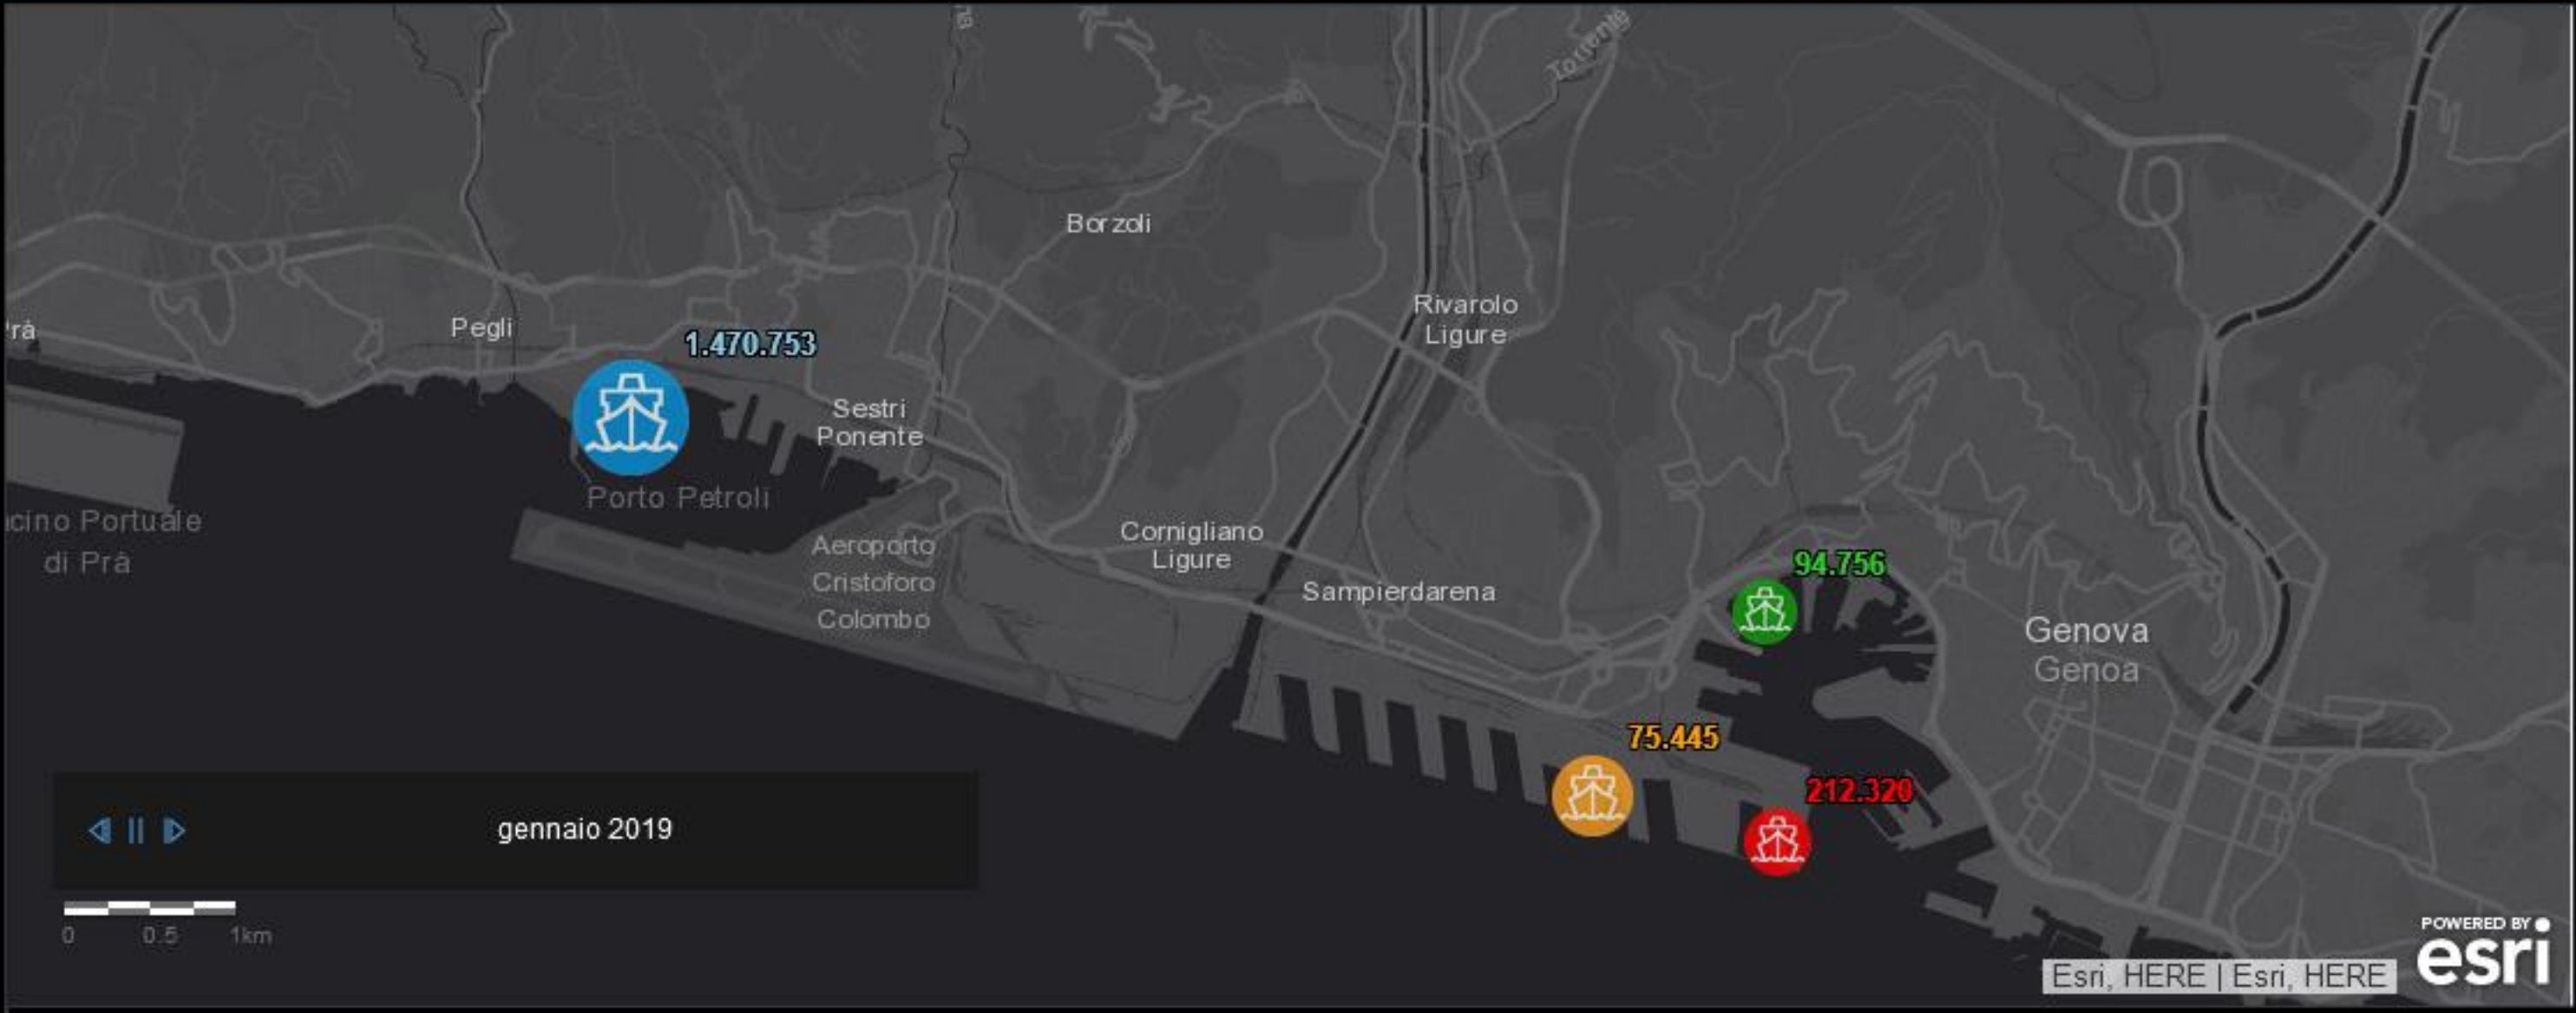 Torrente
Borzoli
Rivarolo
Ligure
Pegli
1.470.753
Sestri
Ponente
Porto Petroli
di Prà
Aeroporto
Cristoforo
Colombo
Cornigliano
Ligure
Sampierdarena
94.756
Genova
Genoa
75.445
212.320
gennaio 2019
0 0.5 1km
POWERED BY
esri
Esri, HERE | Esri, HERE